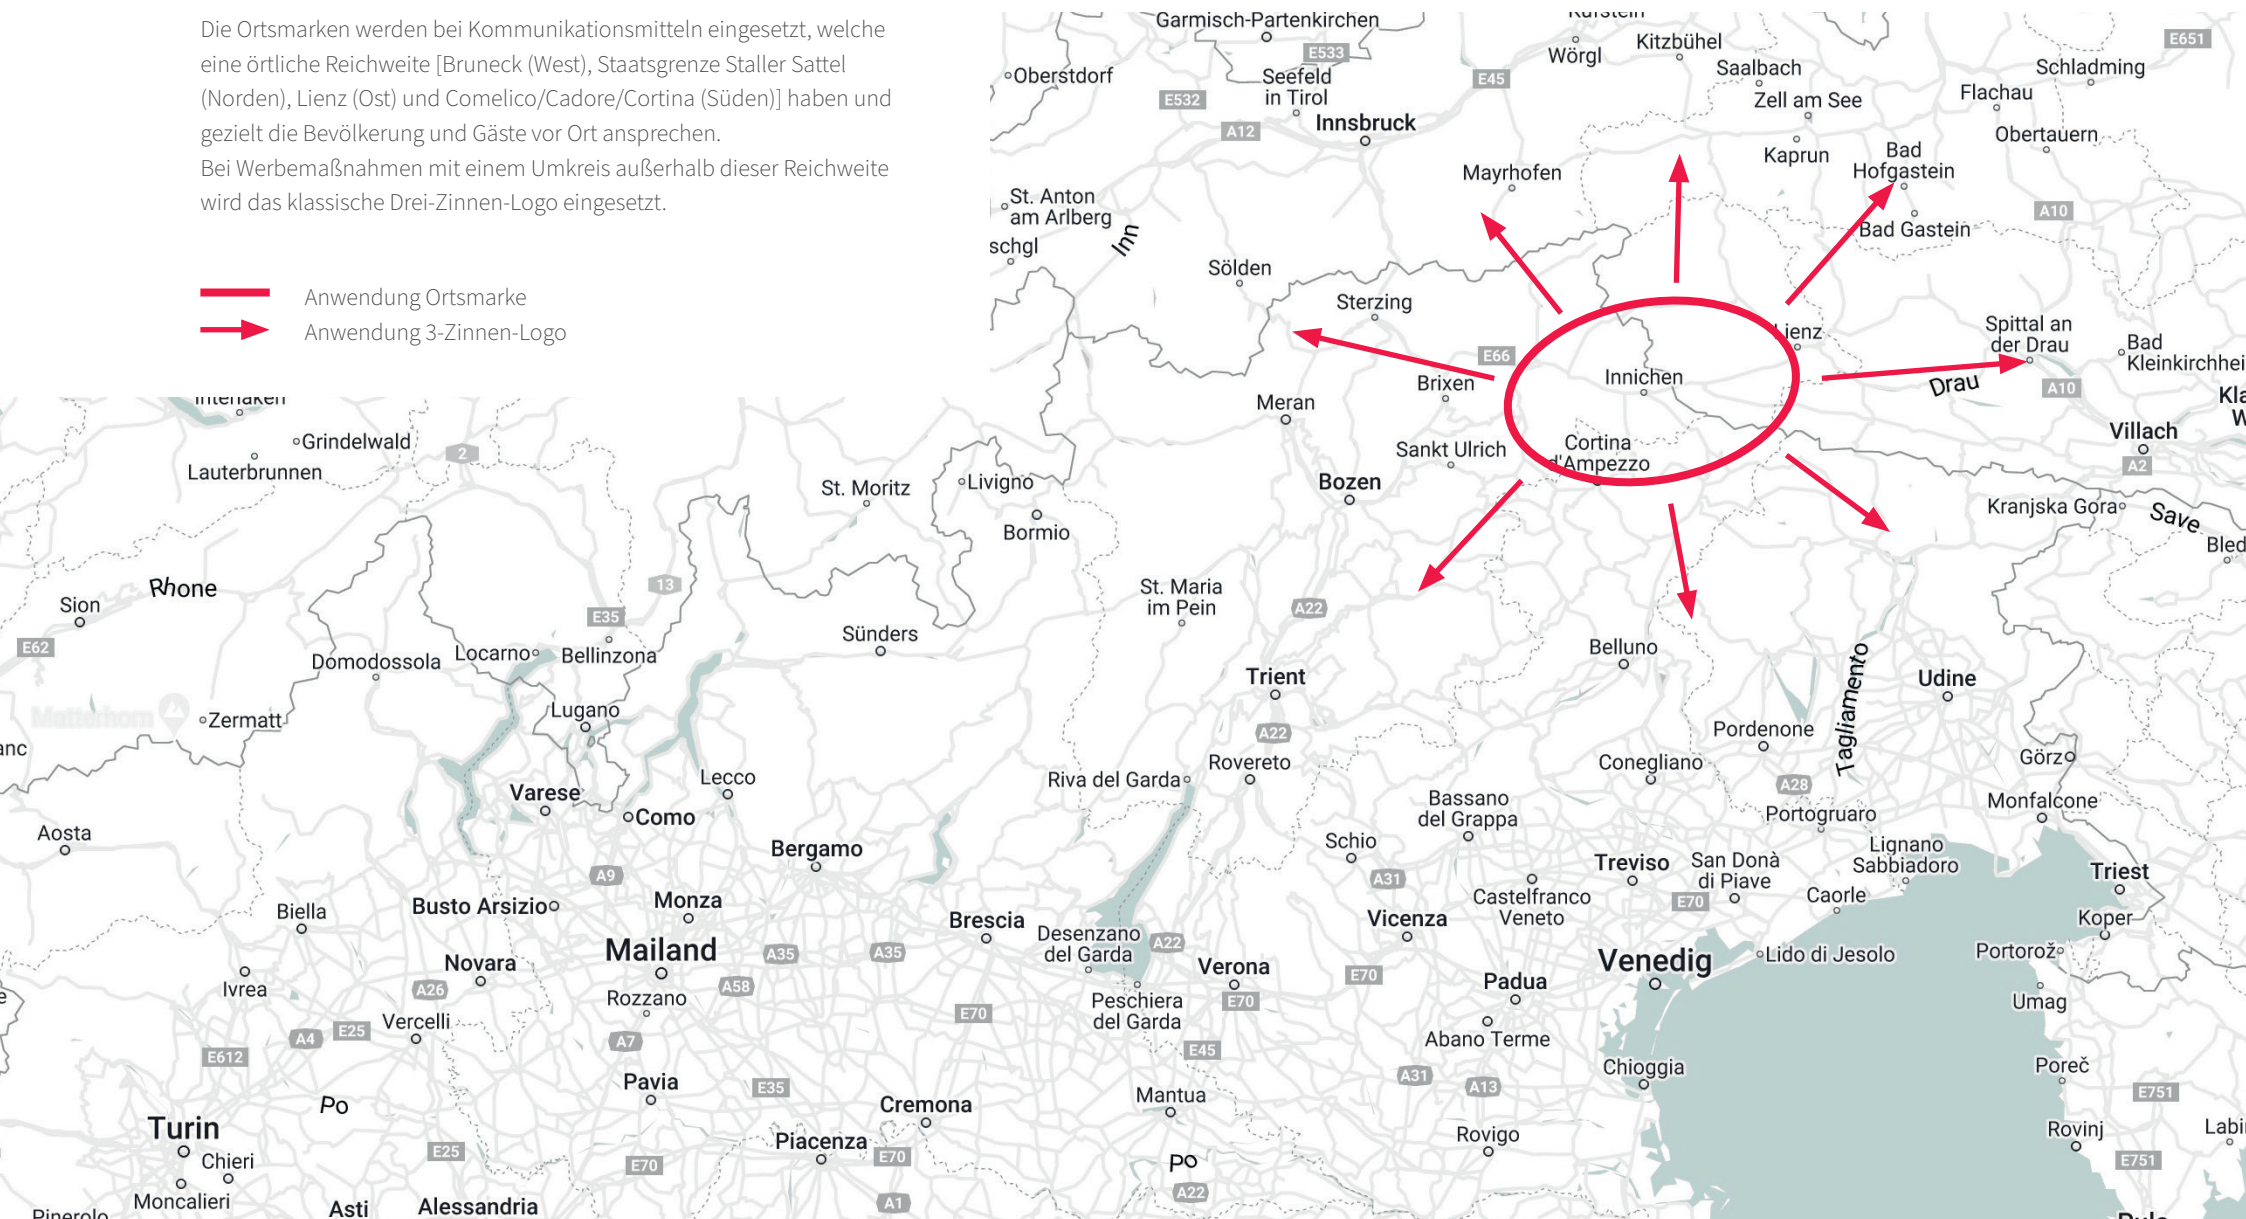 Die Ortsmarken werden bei Kommunikationsmitteln eingesetzt, welche
eine örtliche Reichweite [Bruneck (West), Staatsgrenze Staller Sattel
(Norden), Lienz (Ost) und Comelico/Cadore/Cortina (Süden)] haben und
gezielt die Bevölkerung und Gäste vor Ort ansprechen.
Bei Werbemaßnahmen mit einem Umkreis außerhalb dieser Reichweite
wird das klassische Drei-Zinnen-Logo eingesetzt.
Anwendung Ortsmarke
Anwendung 3-Zinnen-Logo
Garmisch-Partenkirchen
Kufstein
E651
Kitzbühel
Wörgl
E533
Oberstdorf
Seefeld
in Tirol
E45
Saalbach
Schladming
E532
Zell am See
Flachau
A12
Innsbruck
Obertauern
Kaprun
Bad
Hofgastein
Mayrhofen
St. Anton
am Arlberg
A10
Inn
schgl
Bad Gastein
Sölden
Sterzing
Lienz
Spittal an
der Drau
Bad
Kleinkirchhei
E66
Innichen
Brixen
Drau
A10
Meran
Kla
W
Interlaken
Grindelwald
2
Lauterbrunnen
Cortina
d'Ampezzo
Sankt Ulrich
Villach
A2
Livigno
St. Moritz
Bozen
Bormio
Kranjska Gora
Save
Bled
Rhone
13
Sion
E35
St. Maria
im Pein
A22
E62
Sünders
Locarno
Bellinzona
Domodossola
Belluno
Tagliamento
Trient
Udine
Matterhorn
Zermatt
Lugano
anc
A22
Pordenone
Rovereto
Conegliano
Görz
Riva del Garda
Lecco
A28
Varese
Como
Bassano
del Grappa
Monfalcone
Portogruaro
Aosta
Schio
Bergamo
Lignano
Sabbiadoro
Treviso
San Donà
di Piave
Triest
A9
A31
Caorle
Castelfranco
Veneto
E70
Busto Arsizio
Monza
Biella
Brescia
Vicenza
Koper
Desenzano
del Garda
A22
Mailand
A35
A35
Portorož
Lido di Jesolo
Venedig
Novara
Verona
E70
Padua
Ivrea
A26
A58
Rozzano
Peschiera
del Garda
E70
Umag
E70
Vercelli
A4
E25
A7
Abano Terme
E612
E45
Chioggia
Poreč
Pavia
E35
A31
A13
E751
Mantua
Po
Cremona
Turin
Rovinj
Labi
Piacenza
Rovigo
E25
E70
E70
Po
E751
Chieri
A22
Moncalieri
A1
Asti
Alessandria
Pinerolo